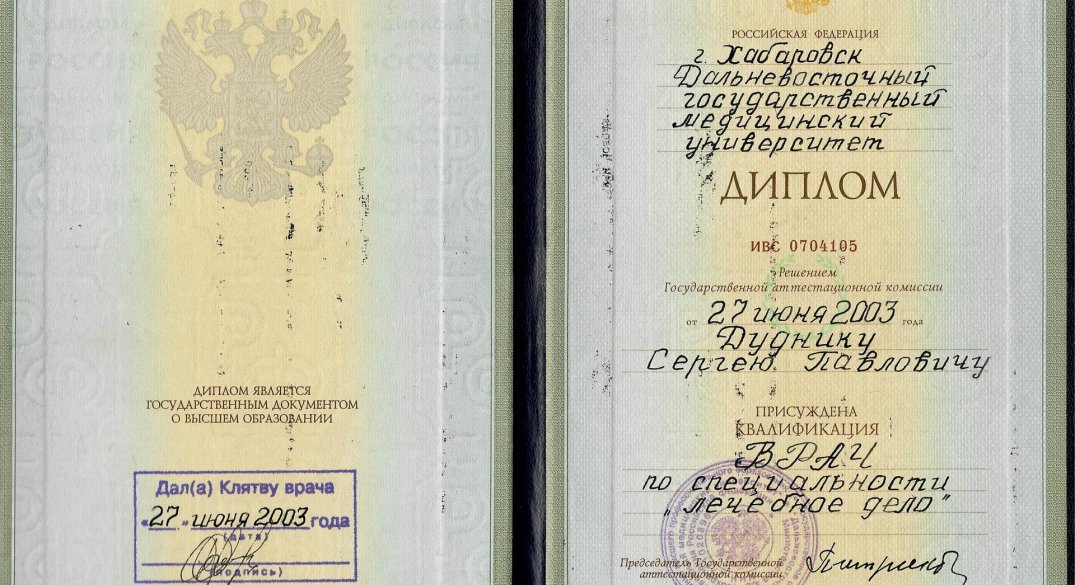 ДИПЛОМ ЯВЛЯЕТСЯ
ГОСУДАРСТВЕННЫМ ДОКУМЕНТОМ
О ВЫСШЕМ ОБРАЗОВАНИИ
Дал(а) Клятву врача
«27» июня 2003 года
(дата)
(подпись)
РОССИЙСКАЯ ФЕДЕРАЦИЯ
г. Хабаровск
Дальневосточный
государственный
медицинский
университет
ДИПЛОМ
ИВС 0704105
Решением
Государственной аттестационной комиссии
от 27 июня 2003 года
Дуднику
Сергею Павловичу
ПРИСУЖДЕНА
КВАЛИФИКАЦИЯ
ВРАЧ
по специальности
„лечебное дело"
Председатель Государственной
аттестационной комиссии